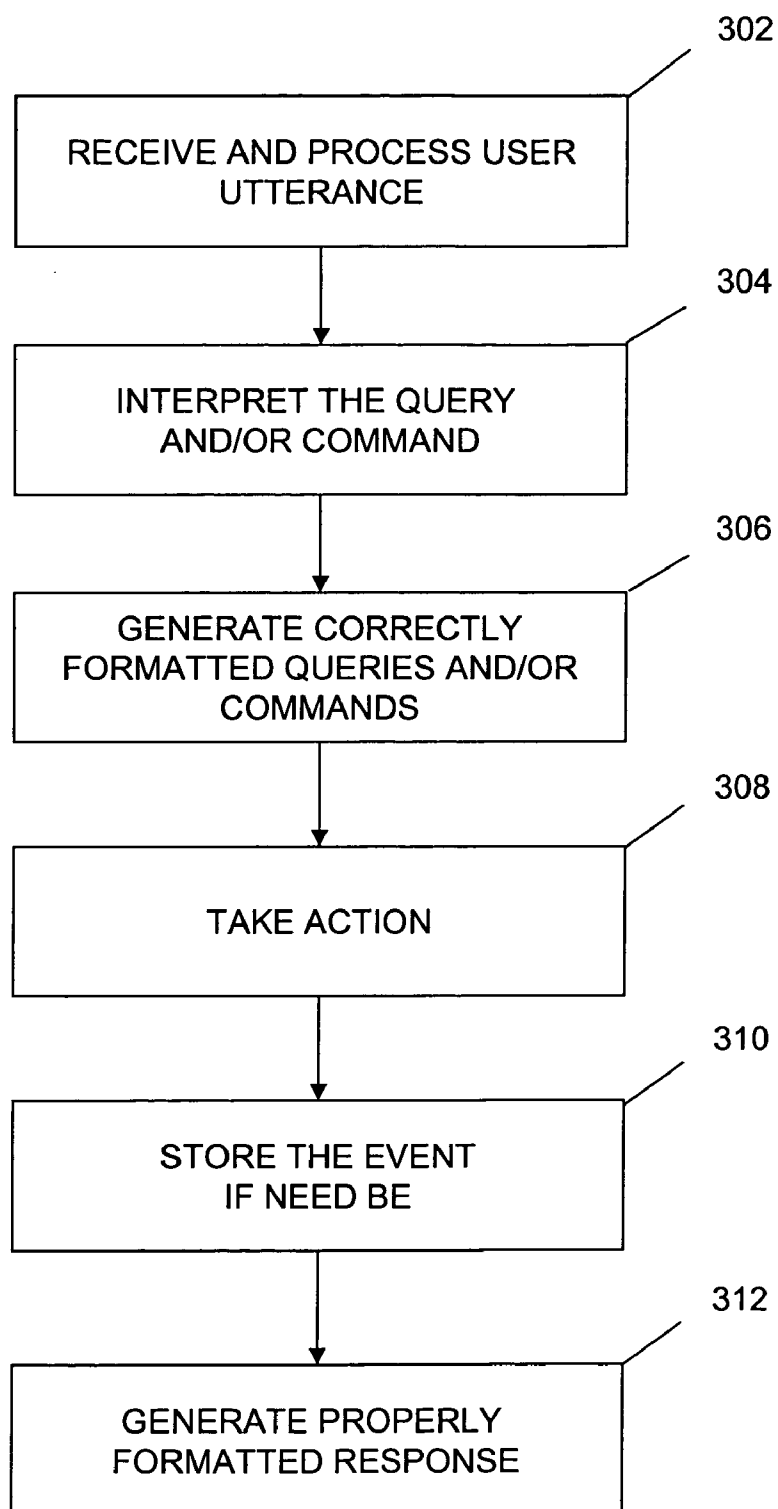 302
RECEIVE AND PROCESS USER
UTTERANCE
304
INTERPRET THE QUERY
AND/OR COMMAND
306
GENERATE CORRECTLY
FORMATTED QUERIES AND/OR
COMMANDS
308
TAKE ACTION
310
STORE THE EVENT
IF NEED BE
312
GENERATE PROPERLY
FORMATTED RESPONSE